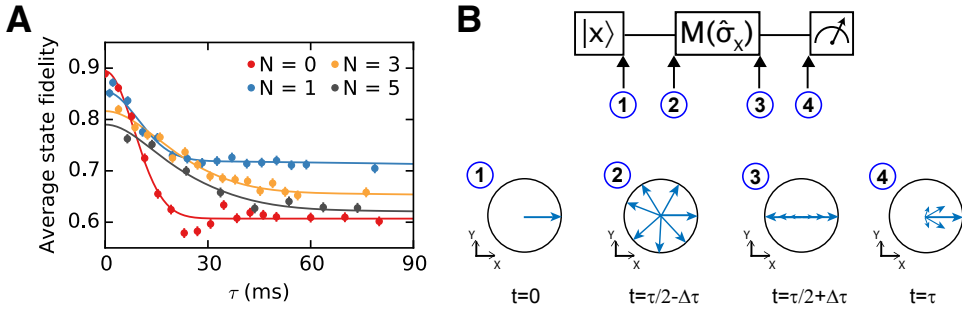 A
Average state fidelity
0.9
0.8
0.7
0.6
N = 0
N = 3
N = 1
N = 5
0
30
60
90
τ (ms)
B
|x⟩
M(σ̂ₓ)
1
2
3
4
1
2
3
4
Y
X
Y
X
Y
X
Y
X
t=0
t=τ/2-Δτ
t=τ/2+Δτ
t=τ